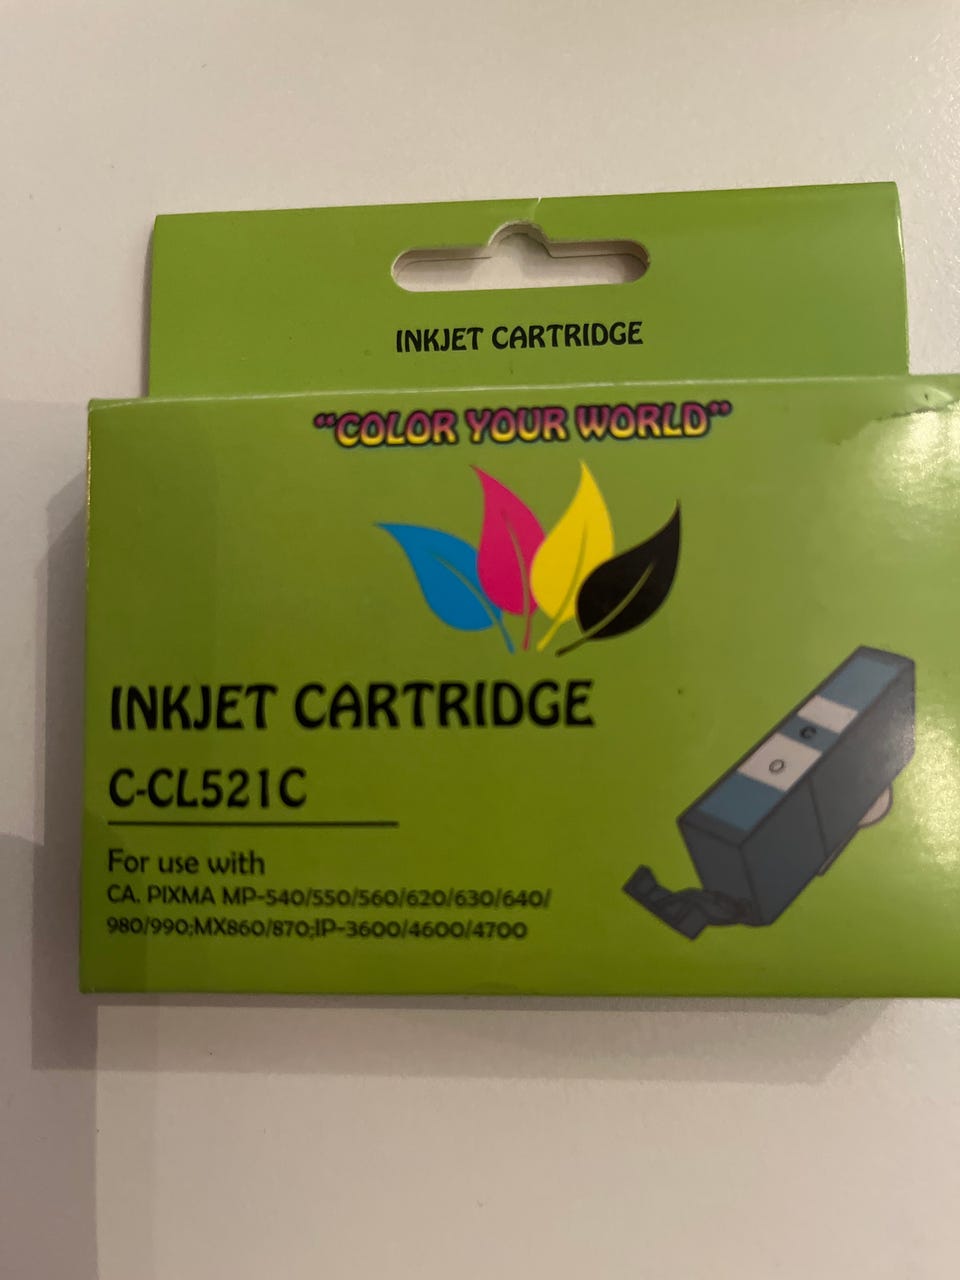 INKJET CARTRIDGE
“COLOR YOUR WORLD”
INKJET CARTRIDGE
C-CL521C
For use with
CA. PIXMA MP-540/550/560/620/630/640/
980/990;MX860/870;IP-3600/4600/4700
C
O